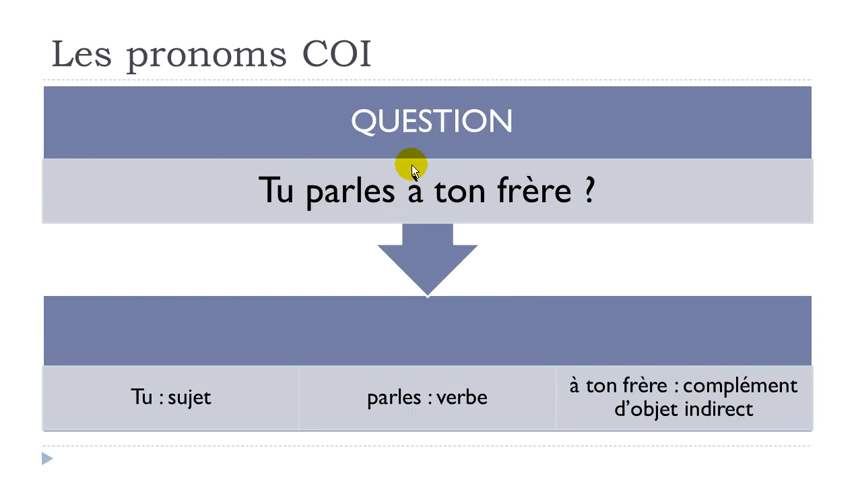 Les pronoms COI
QUESTION
Tu parles à ton frère ?
Tu : sujet
parles : verbe
à ton frère : complément
d'objet indirect